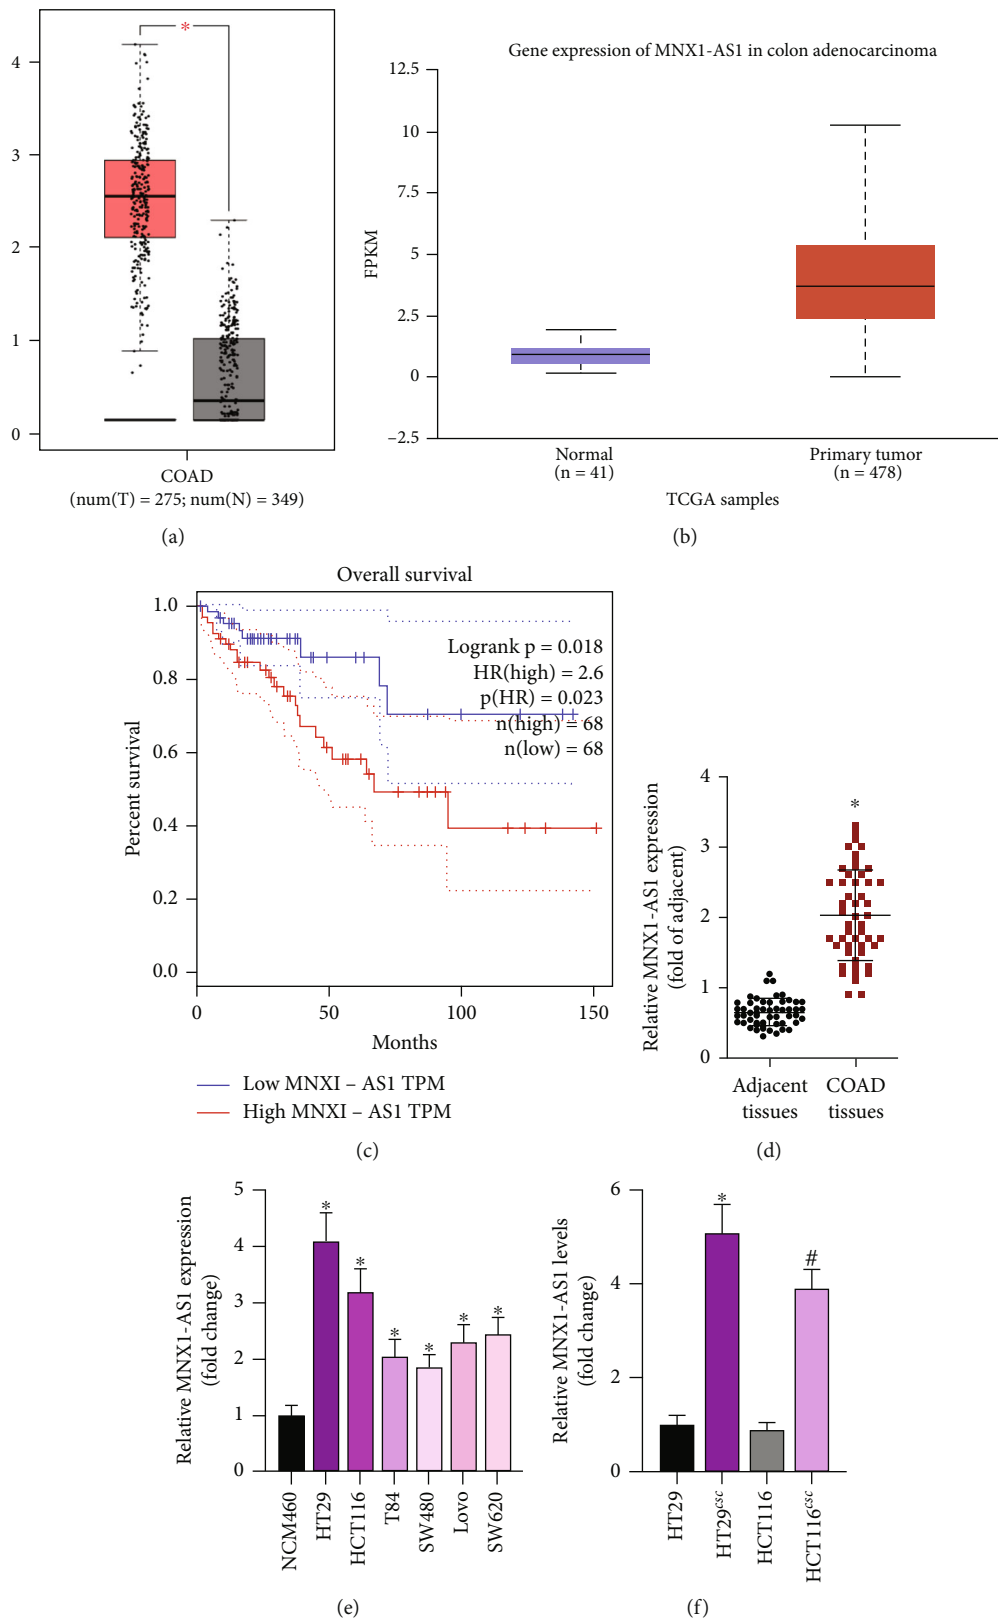 *
4
3
2
1
0
COAD
(num(T) = 275; num(N) = 349)
(a)
Gene expression of MNX1-AS1 in colon adenocarcinoma
12.5
10
7.5
5
2.5
0
−2.5
FPKM
Normal
(n = 41)
Primary tumor
(n = 478)
TCGA samples
(b)
Overall survival
1.0
0.8
0.6
0.4
0.2
0.0
Percent survival
Logrank p = 0.018
HR(high) = 2.6
p(HR) = 0.023
n(high) = 68
n(low) = 68
0 50 100 150
Months
Low MNXI – AS1 TPM
High MNXI – AS1 TPM
(c)
Relative MNX1-AS1 expression
(fold of adjacent)
4
3
2
1
0
*
Adjacent
tissues
COAD
tissues
(d)
Relative MNX1-AS1 expression
(fold change)
5
4
3
2
1
0
* * * * * *
NCM460
HT29
HCT116
T84
SW480
Lovo
SW620
(e)
Relative MNX1-AS1 levels
(fold change)
6
4
2
0
*
#
HT29
HT29csc
HCT116
HCT116csc
(f)